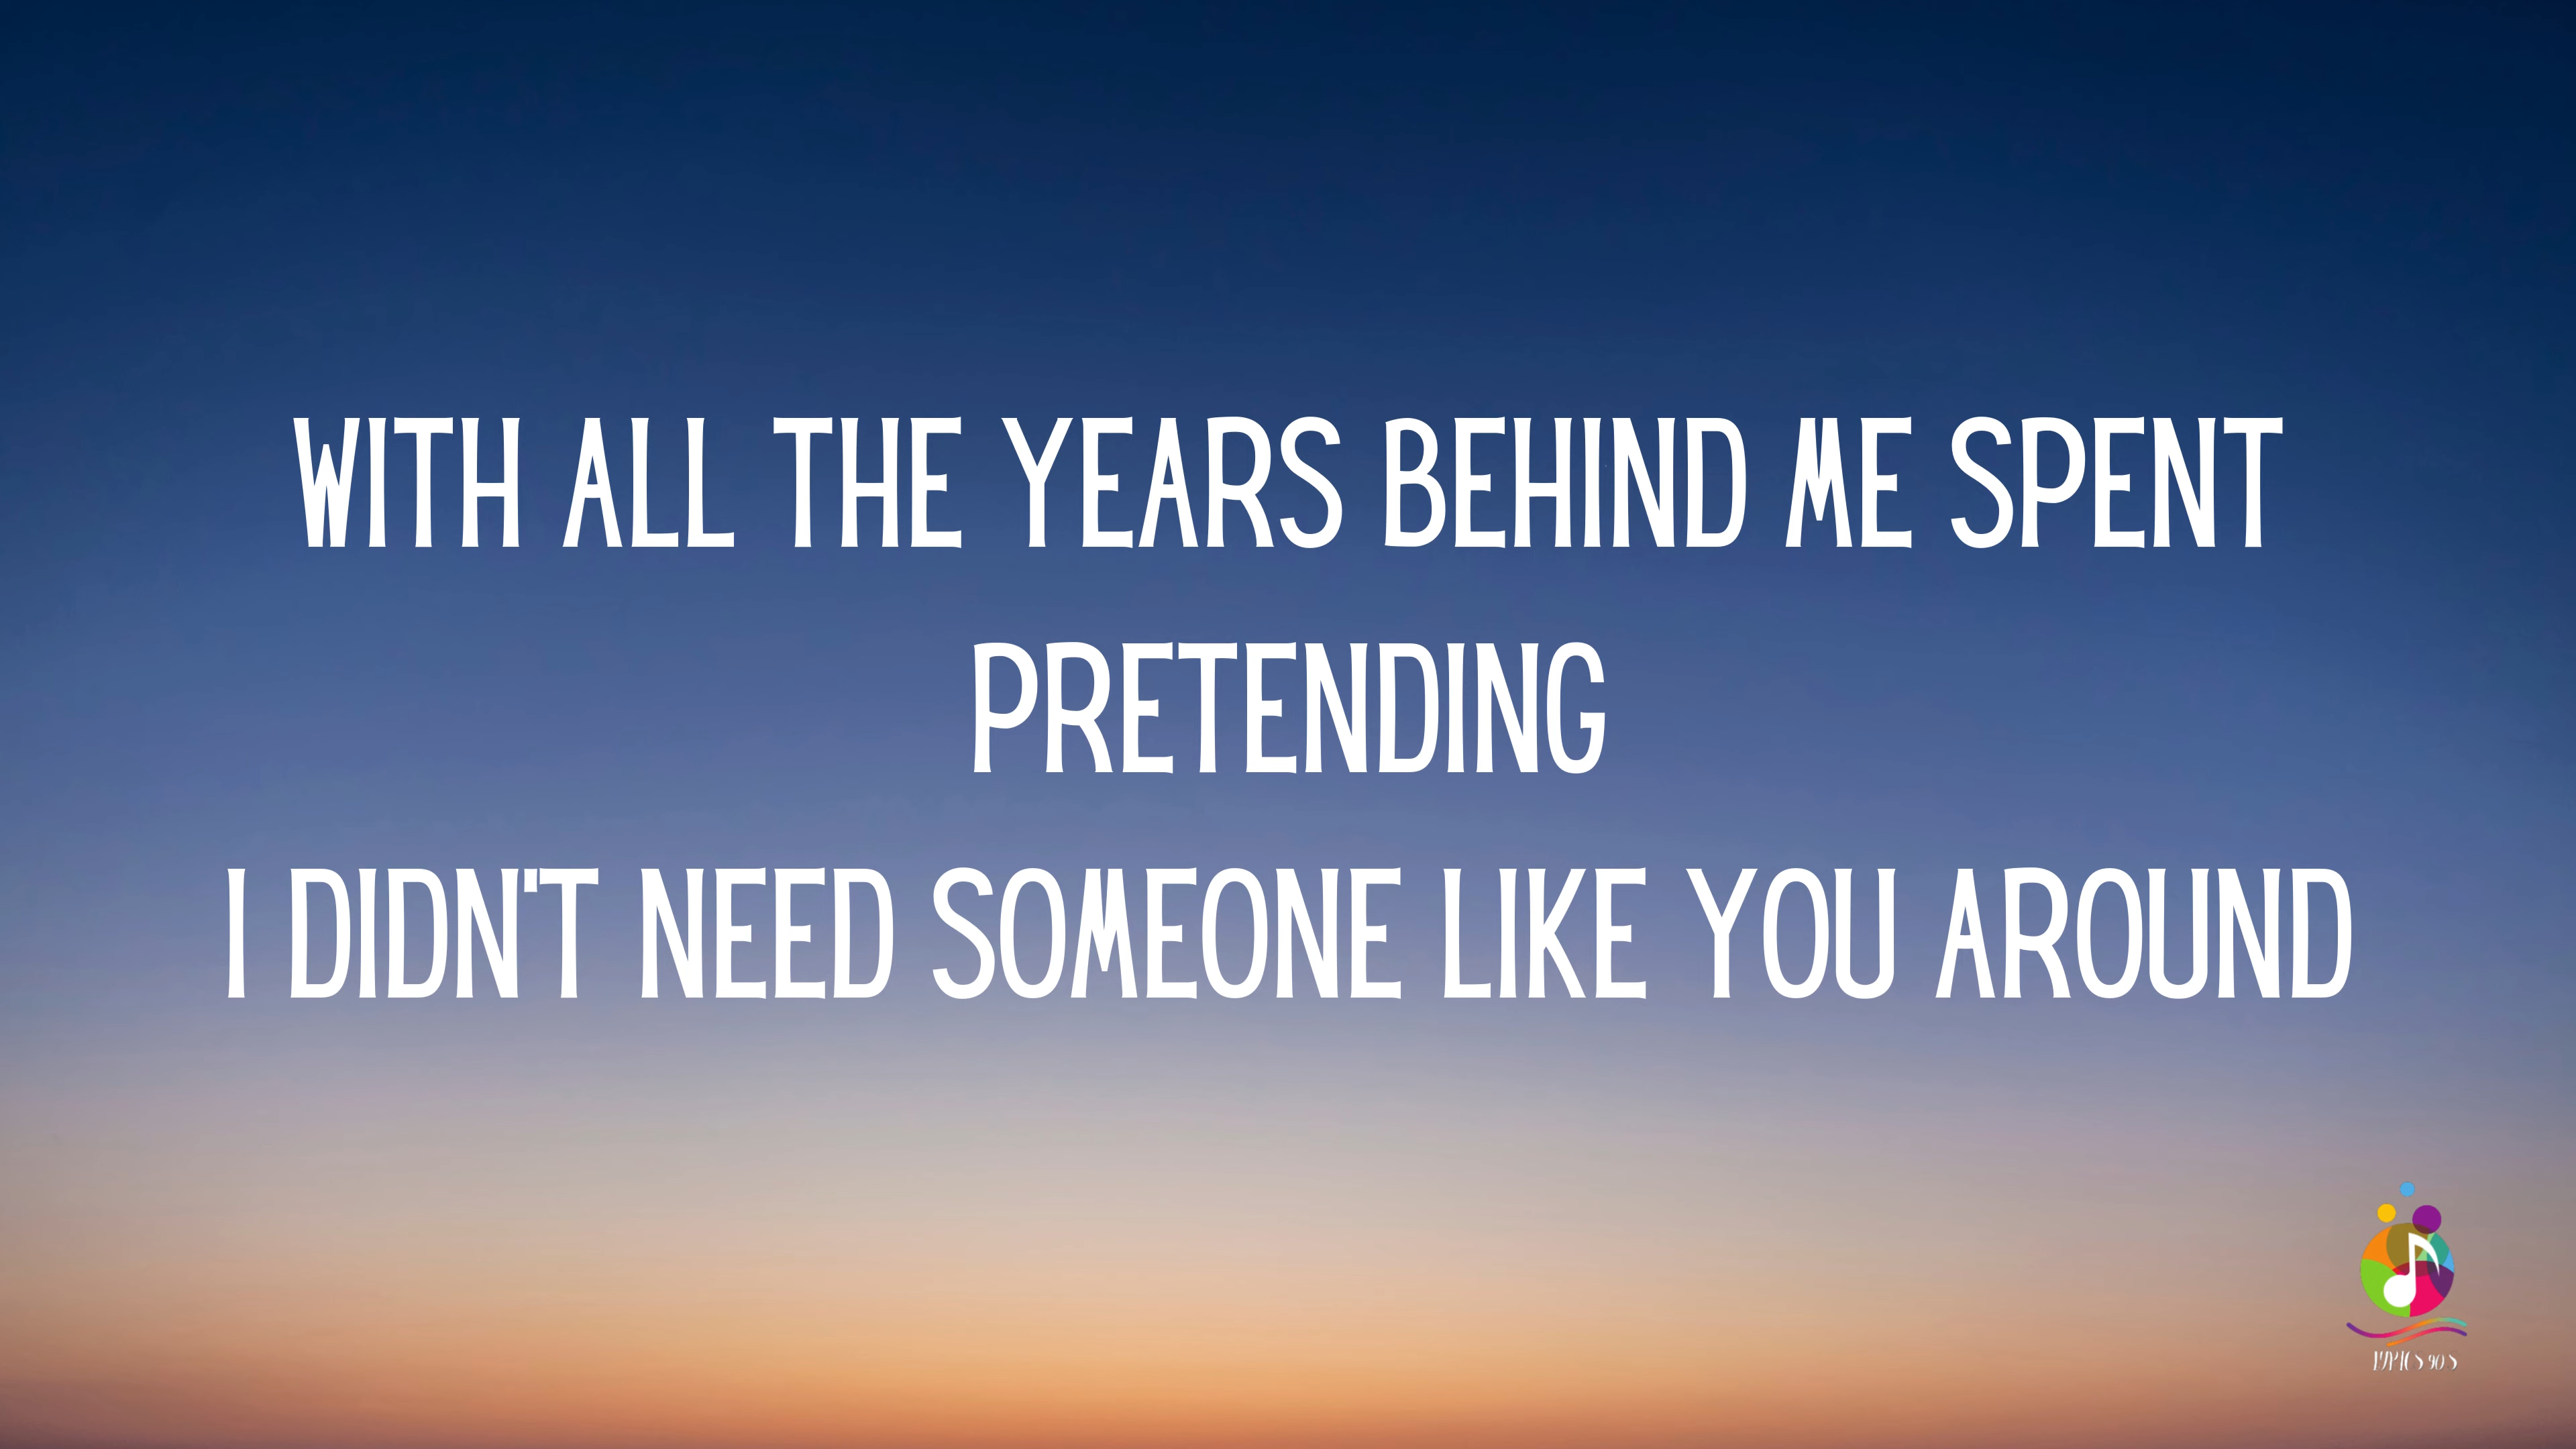 WITH ALL THE YEARS BEHIND ME SPENT
PRETENDING
I DIDN'T NEED SOMEONE LIKE YOU AROUND